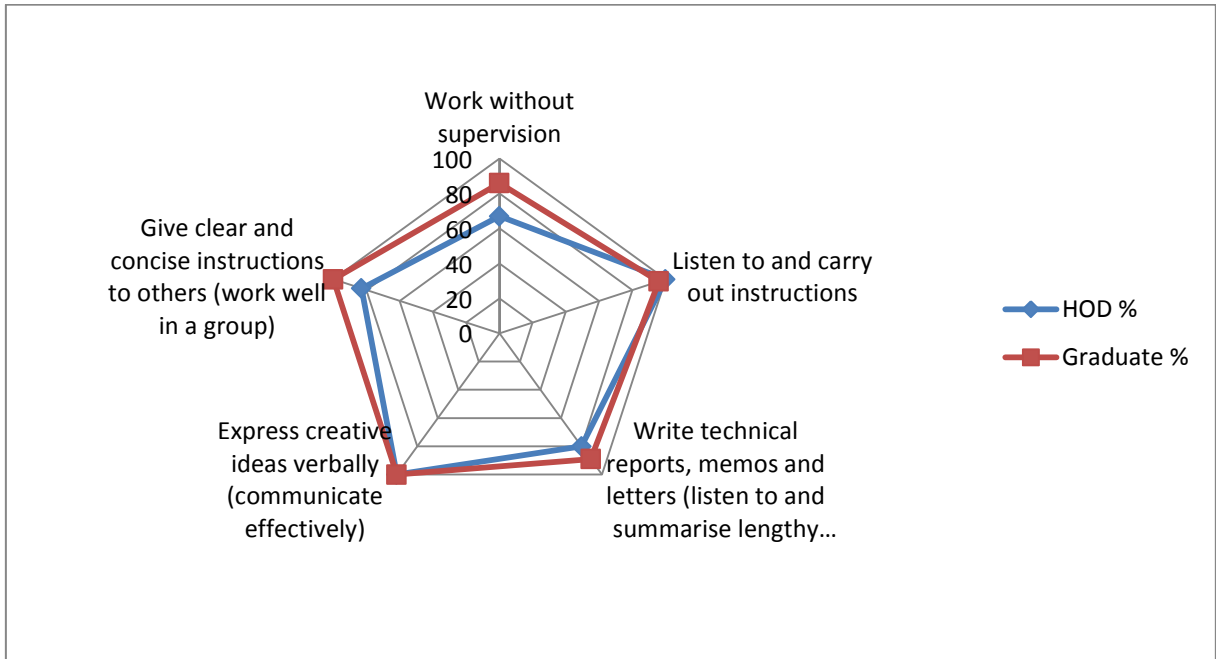 Work without
supervision
100
80
60
40
20
0
Listen to and carry
out instructions
Write technical
reports, memos and
letters (listen to and
summarise lengthy...
Express creative
ideas verbally
(communicate
effectively)
Give clear and
concise instructions
to others (work well
in a group)
HOD %
Graduate %